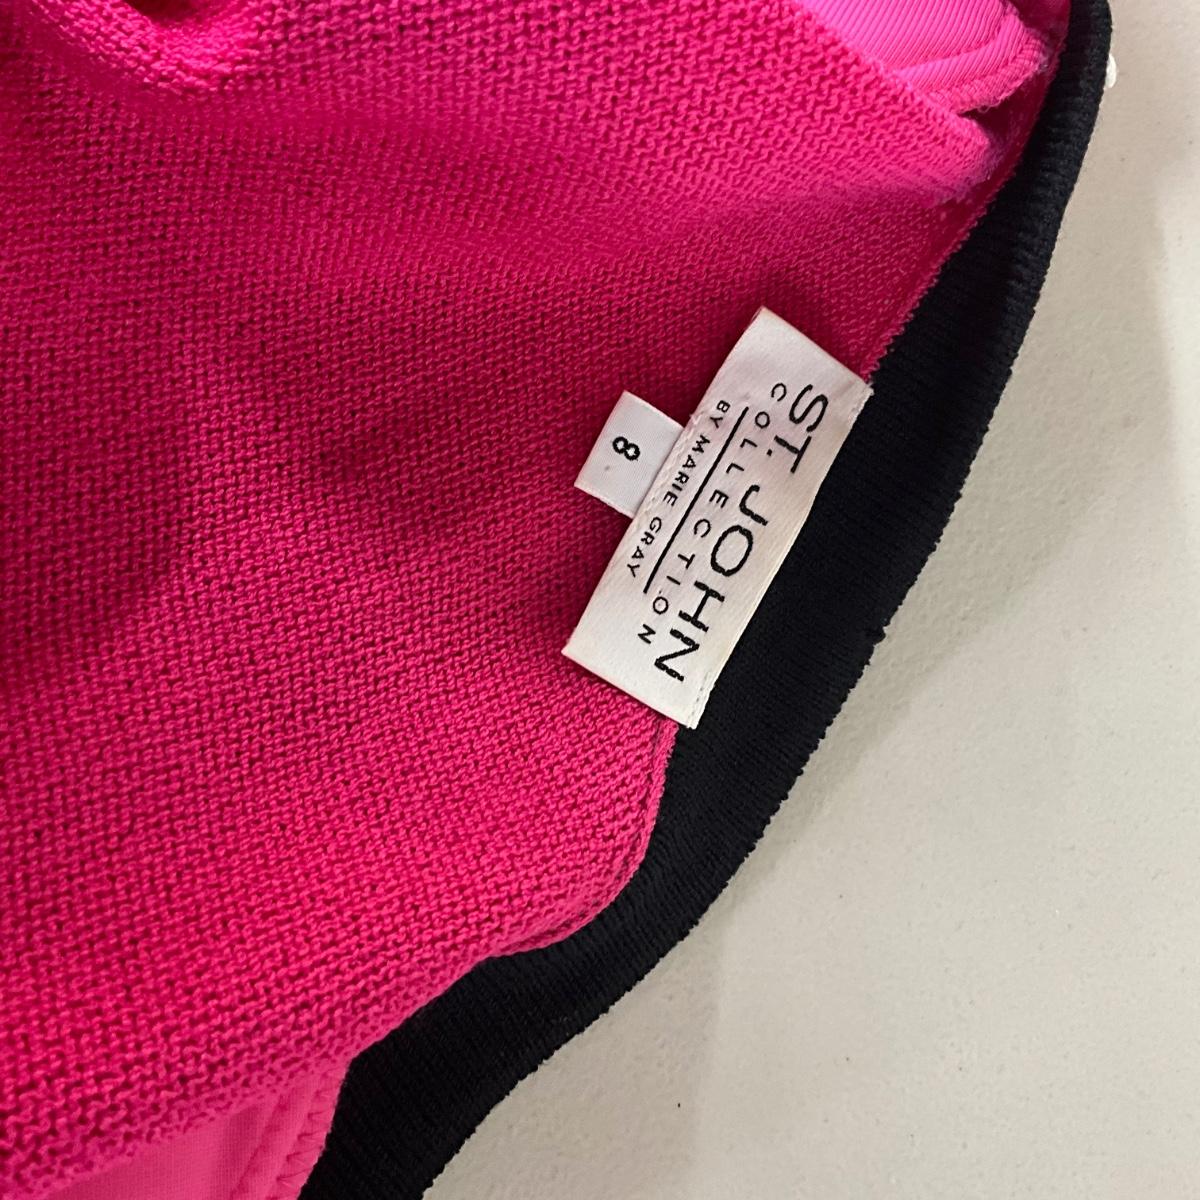 ST. JOHN
COLLECTION
BY MARIE GRAY
8